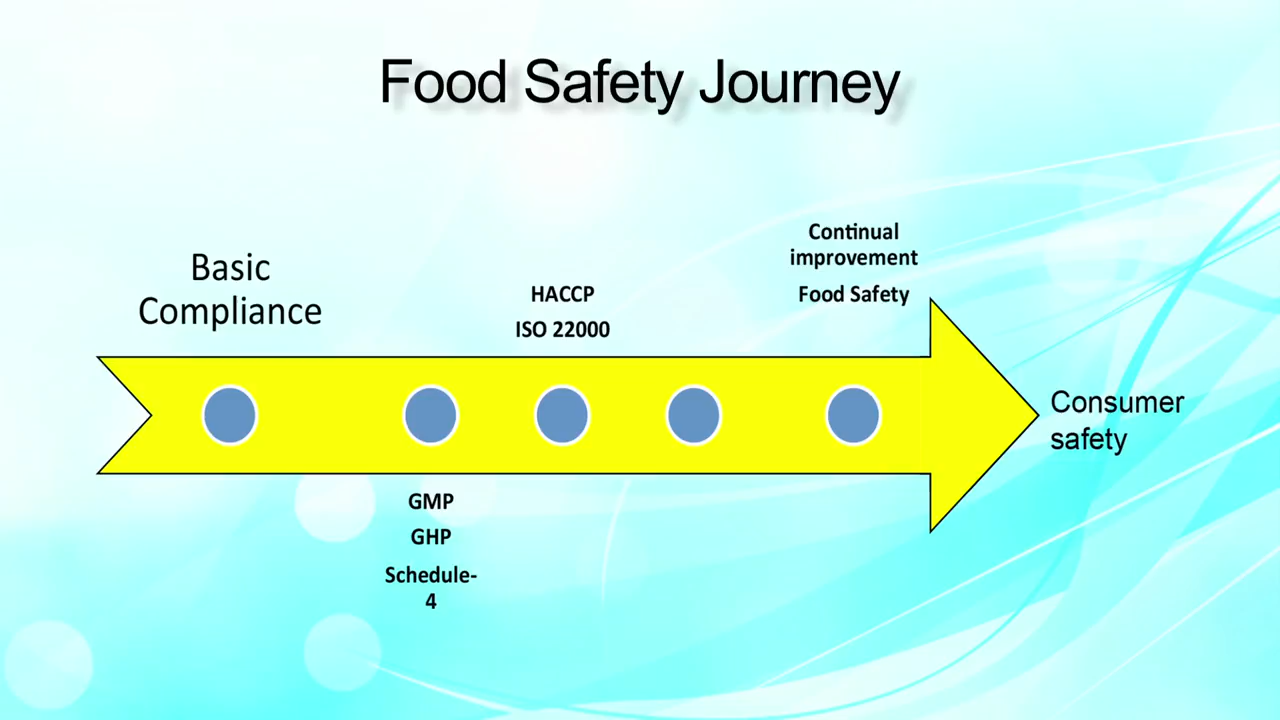 Food Safety Journey
Basic
Compliance
GMP
GHP
Schedule-
4
HACCP
ISO 22000
Continual
improvement
Food Safety
Consumer
safety